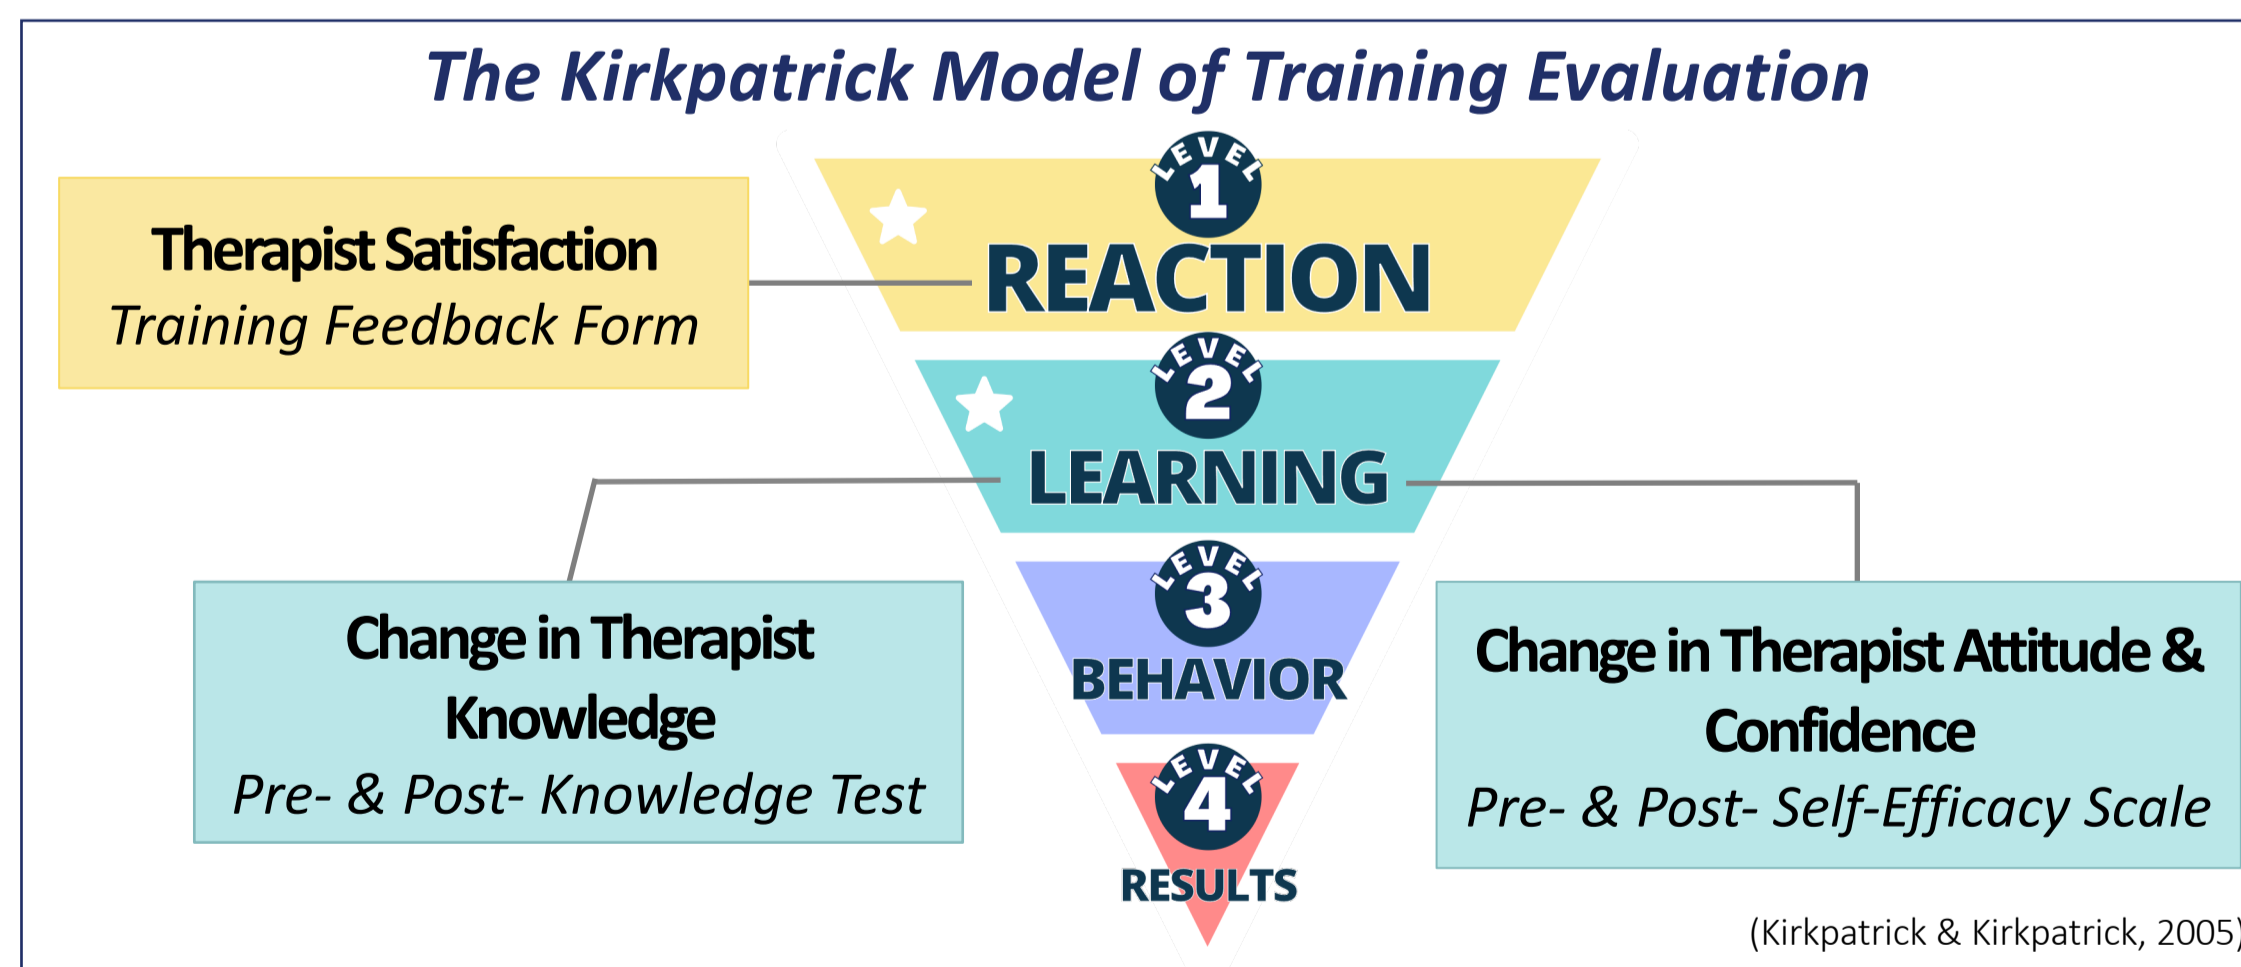 The Kirkpatrick Model of Training Evaluation
LEVEL
1
REACTION
Therapist Satisfaction
Training Feedback Form
LEVEL
2
LEARNING
Change in Therapist
Knowledge
Pre- & Post- Knowledge Test
Change in Therapist Attitude &
Confidence
Pre- & Post- Self-Efficacy Scale
LEVEL
3
BEHAVIOR
LEVEL
4
RESULTS
(Kirkpatrick & Kirkpatrick, 2005)